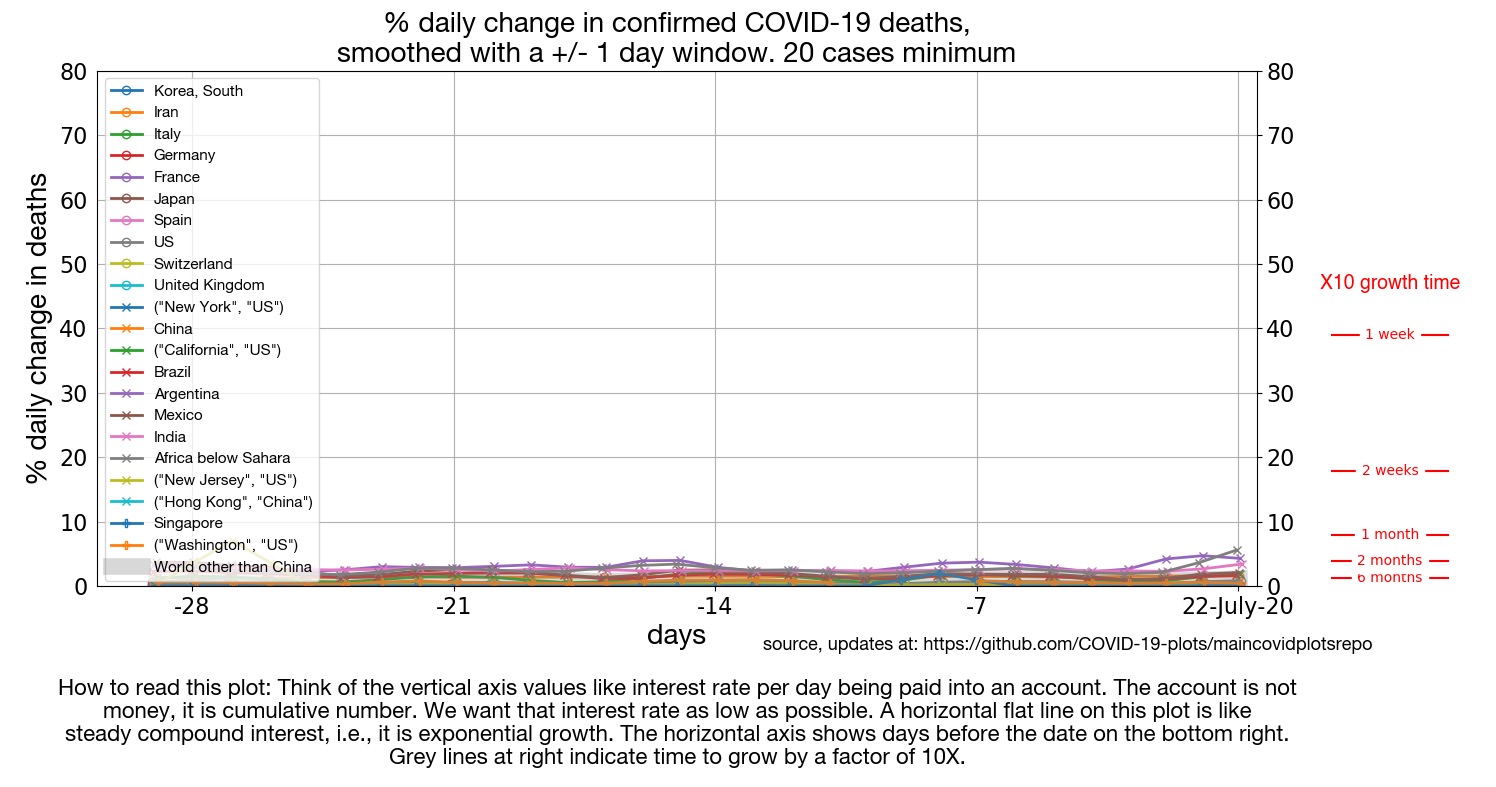 % daily change in confirmed COVID-19 deaths,
smoothed with a +/- 1 day window. 20 cases minimum
% daily change in deaths
80
70
60
50
40
30
20
10
0
Korea, South
Iran
Italy
Germany
France
Japan
Spain
US
Switzerland
United Kingdom
("New York", "US")
China
("California", "US")
Brazil
Argentina
Mexico
India
Africa below Sahara
("New Jersey", "US")
("Hong Kong", "China")
Singapore
("Washington", "US")
World other than China
80
70
60
50
40
30
20
10
0
X10 growth time
1 week
2 weeks
1 month
2 months
6 months
-28
-21
-14
-7
22-July-20
days
source, updates at: https://github.com/COVID-19-plots/maincovidplotsrepo
How to read this plot: Think of the vertical axis values like interest rate per day being paid into an account. The account is not
money, it is cumulative number. We want that interest rate as low as possible. A horizontal flat line on this plot is like
steady compound interest, i.e., it is exponential growth. The horizontal axis shows days before the date on the bottom right.
Grey lines at right indicate time to grow by a factor of 10X.